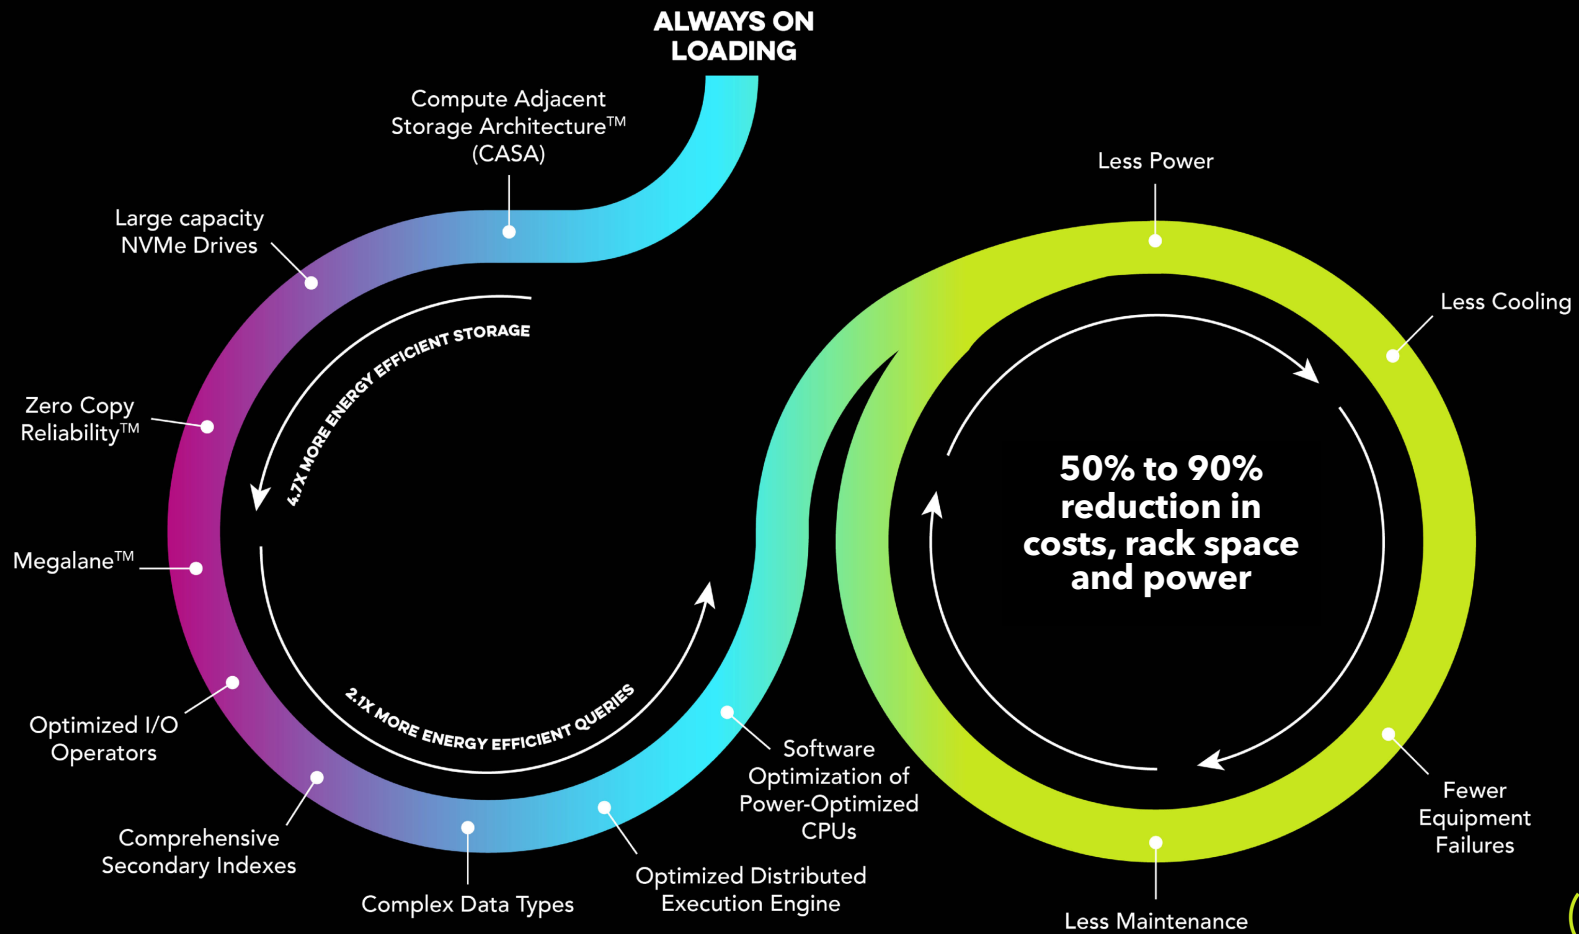 ALWAYS ON
LOADING
Compute Adjacent
Storage Architecture™
(CASA)
Large capacity
NVMe Drives
Zero Copy
Reliability™
Megalane™
Optimized I/O
Operators
Comprehensive
Secondary Indexes
Complex Data Types
Optimized Distributed
Execution Engine
Software
Optimization of
Power-Optimized
CPUs
4.7X MORE ENERGY EFFICIENT STORAGE
2.1X MORE ENERGY EFFICIENT QUERIES
Less Power
Less Cooling
Fewer
Equipment
Failures
Less Maintenance
50% to 90%
reduction in
costs, rack space
and power